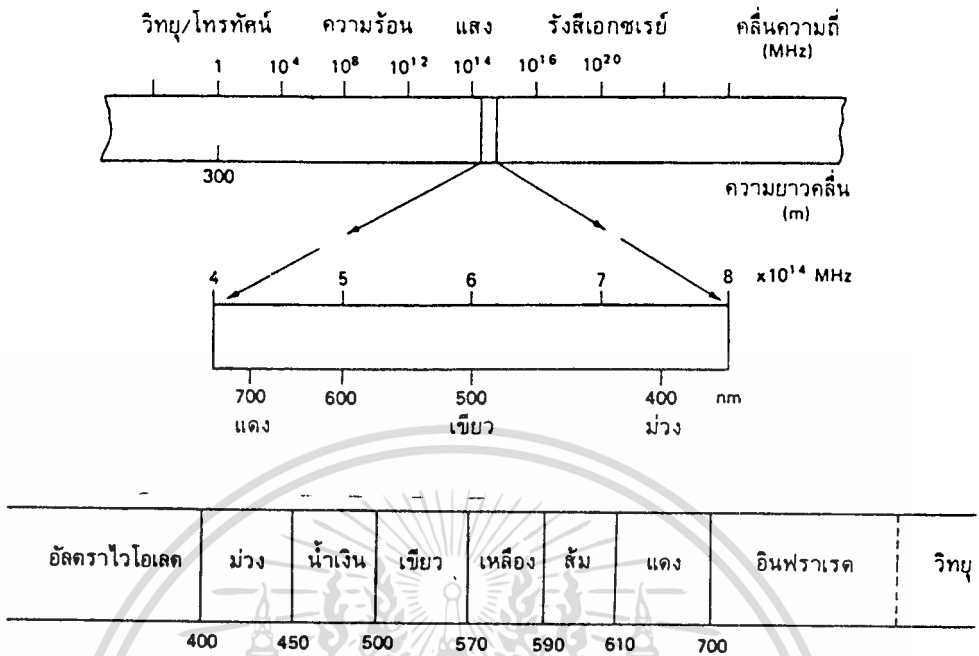 วิทยุ/โทรทัศน์ ความร้อน แสง รังสีเอกซเรย์ คลื่นความถี่
(MHz)
1 10⁴ 10⁸ 10¹² 10¹⁴ 10¹⁶ 10²⁰
300
ความยาวคลื่น
(m)
4 5 6 7 8 x10¹⁴ MHz
700 600 500 400 nm
แดง เขียว ม่วง
อัลตราไวโอเลต ม่วง น้ำเงิน เขียว เหลือง ส้ม แดง อินฟราเรด วิทยุ
400 450 500 570 590 610 700